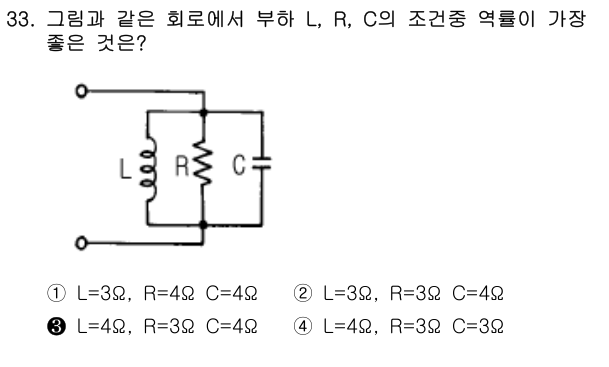 33. 그림과 같은 회로에서 부하 L, R, C의 조건중 역률이 가장
좋은 것은?
L R C
① L=3Ω, R=4Ω C=4Ω ② L=3Ω, R=3Ω C=4Ω
❸ L=4Ω, R=3Ω C=4Ω ④ L=4Ω, R=3Ω C=3Ω